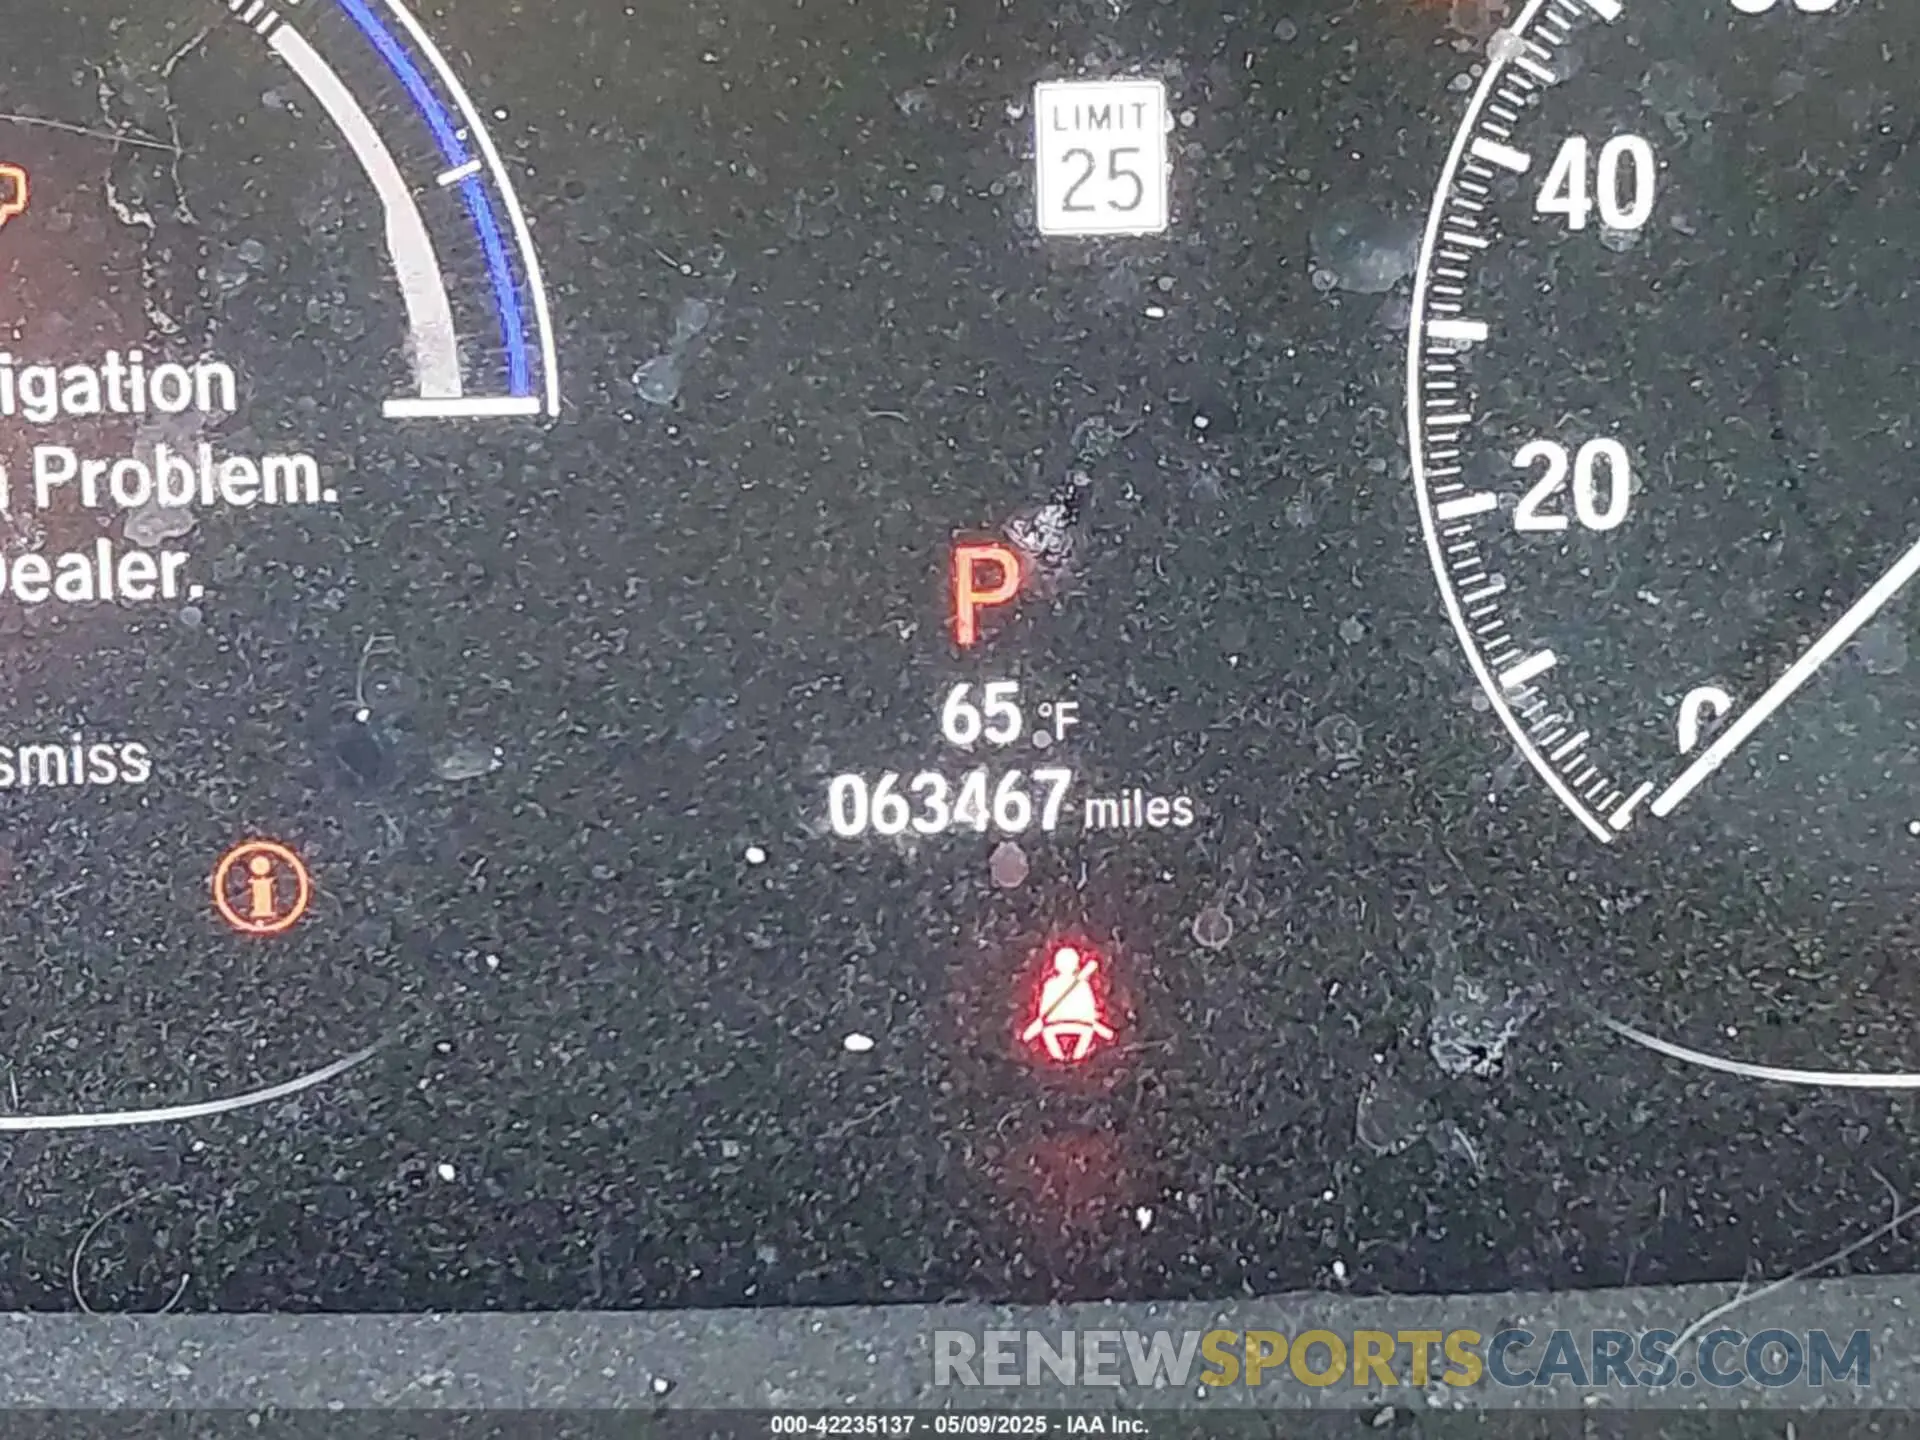 LIMIT
25
40
20
0
igation
Problem.
ealer.
smiss
P
65 °F
063467 miles
RENEWSPORTSCARS.COM
000-42235137 - 05/09/2025 - IAA Inc.